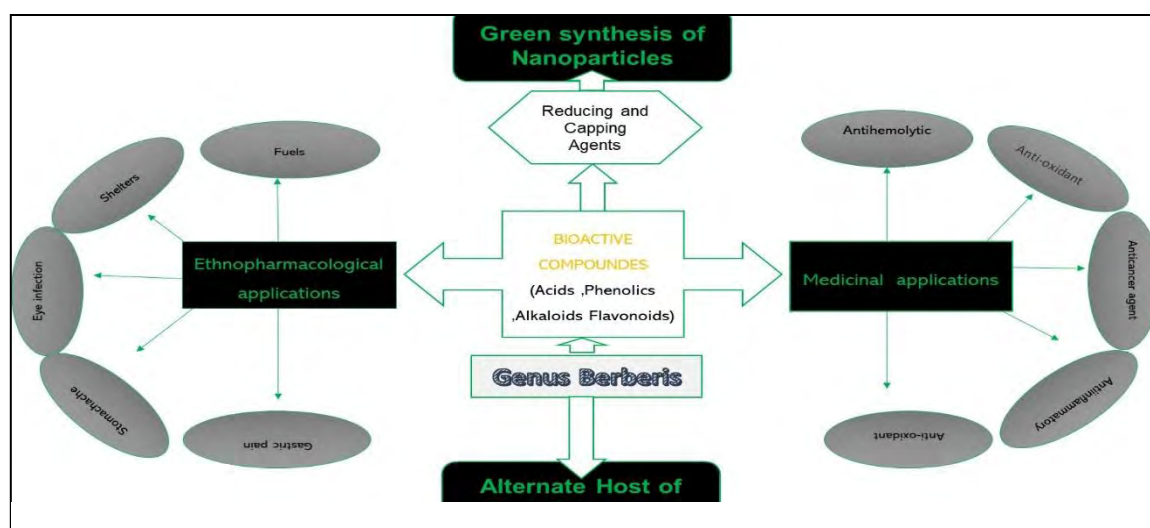 Green synthesis of
Nanoparticles
Reducing and
Capping
Agents
Fuels
Shelters
Eye infection
Stomachache
Gastric pain
Ethnopharmacological
applications
BIOACTIVE
COMPOUNDES
(Acids ,Phenolics
,Alkaloids Flavonoids)
Genus Berberis
Medicinal applications
Antihemolytic
Anti-oxidant
Anticancer agent
Antiinflammatory
Anti-oxidant
Alternate Host of